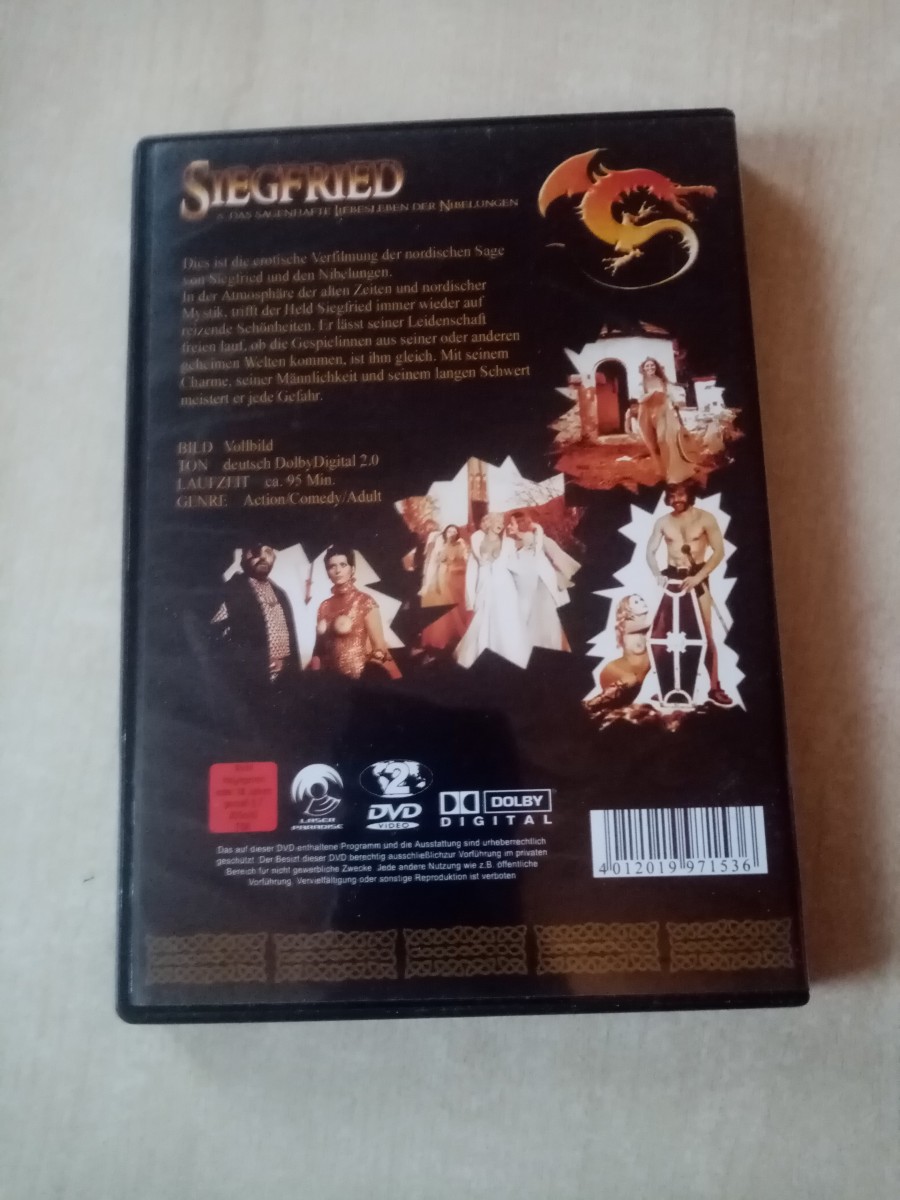 SIEGFRIED
& DAS SAGENHAFTE LIEBESLEBEN DER NIBELUNGEN
Dies ist die erotische Verfilmung der nordischen Sage
von Siegfried und den Nibelungen.
In der Atmosphäre der alten Zeiten und nordischer
Mystik, trifft der Held Siegfried immer wieder auf
reizende Schönheiten. Er lässt seiner Leidenschaft
freien lauf, ob die Gespielinnen aus seiner oder anderen
geheimen Welten kommen, ist ihm gleich. Mit seinem
Charme, seiner Männlichkeit und seinem langen Schwert
meistert er jede Gefahr.
BILD Vollbild
TON deutsch DolbyDigital 2.0
LAUFZEIT ca. 95 Min.
GENRE Action/Comedy/Adult
LASER
PARADISE
2
DVD
VIDEO
DOLBY
DIGITAL
Das auf dieser DVD enthaltene Programm und die Ausstattung sind urheberrechtlich
geschützt. Der Besizt dieser DVD berechtig ausschließlichzur Vorführung im privaten
Bereich für nicht gewerbliche Zwecke. Jede andere Nutzung wie z.B. öffentliche
Vorführung, Vervielfältigung oder sonstige Reproduktion ist verboten
4 012019 971536